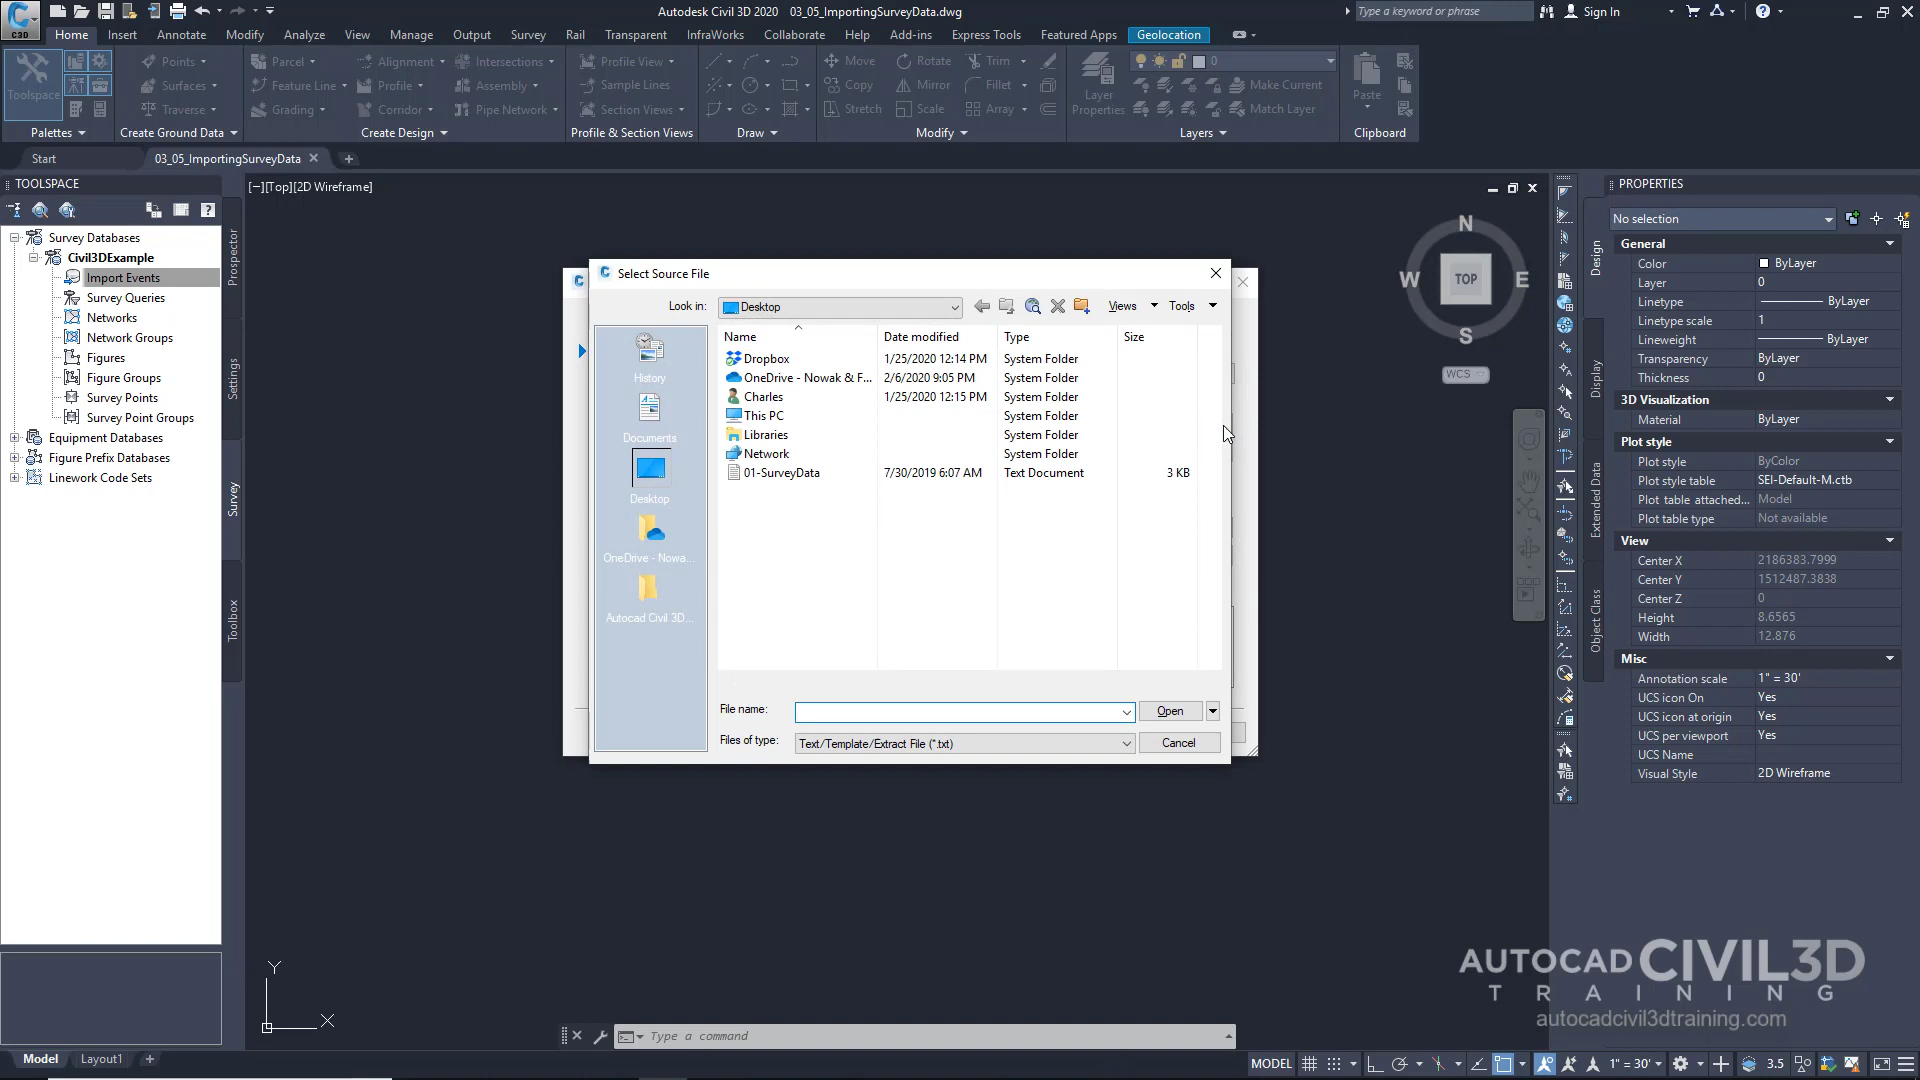 C3D
Autodesk Civil 3D 2020 03_05_ImportingSurveyData.dwg
Type a keyword or phrase
Sign In
Home Insert Annotate Modify Analyze View Manage Output Survey Rail Transparent InfraWorks Collaborate Help Add-ins Express Tools Featured Apps Geolocation
Toolspace
Points
Surfaces
Traverse
Parcel
Feature Line
Grading
Alignment
Profile
Corridor
Intersections
Assembly
Pipe Network
Profile View
Sample Lines
Section Views
Move
Copy
Stretch
Rotate
Mirror
Scale
Trim
Fillet
Array
Layer
Properties
0
Make Current
Match Layer
Paste
Palettes Create Ground Data Create Design Profile & Section Views Draw Modify Layers Clipboard
Start 03_05_ImportingSurveyData
TOOLSPACE
Survey Databases
Civil3DExample
Import Events
Survey Queries
Networks
Network Groups
Figures
Figure Groups
Survey Points
Survey Point Groups
Equipment Databases
Figure Prefix Databases
Linework Code Sets
Prospector
Settings
Survey
Toolbox
[−][Top][2D Wireframe]
N
W TOP E
S
WCS
Select Source File
Look in: Desktop Views Tools
Name Date modified Type Size
Dropbox 1/25/2020 12:14 PM System Folder
OneDrive - Nowak & F... 2/6/2020 9:05 PM System Folder
Charles 1/25/2020 12:15 PM System Folder
This PC System Folder
Libraries System Folder
Network System Folder
01-SurveyData 7/30/2019 6:07 AM Text Document 3 KB
History
Documents
Desktop
OneDrive - Nowa...
Autocad Civil 3D...
File name: Open
Files of type: Text/Template/Extract File (*.txt) Cancel
PROPERTIES
No selection
Design
Display
Extended Data
Object Class
General
Color ByLayer
Layer 0
Linetype ByLayer
Linetype scale 1
Lineweight ByLayer
Transparency ByLayer
Thickness 0
3D Visualization
Material ByLayer
Plot style
Plot style ByColor
Plot style table SEI-Default-M.ctb
Plot table attached... Model
Plot table type Not available
View
Center X 2186383.7999
Center Y 1512487.3838
Center Z 0
Height 8.6565
Width 12.876
Misc
Annotation scale 1" = 30'
UCS icon On Yes
UCS icon at origin Yes
UCS per viewport Yes
UCS Name
Visual Style 2D Wireframe
Y
X
AUTOCAD CIVIL3D
TRAINING
autocadcivil3dtraining.com
Type a command
Model Layout1
MODEL 1" = 30' 3.5